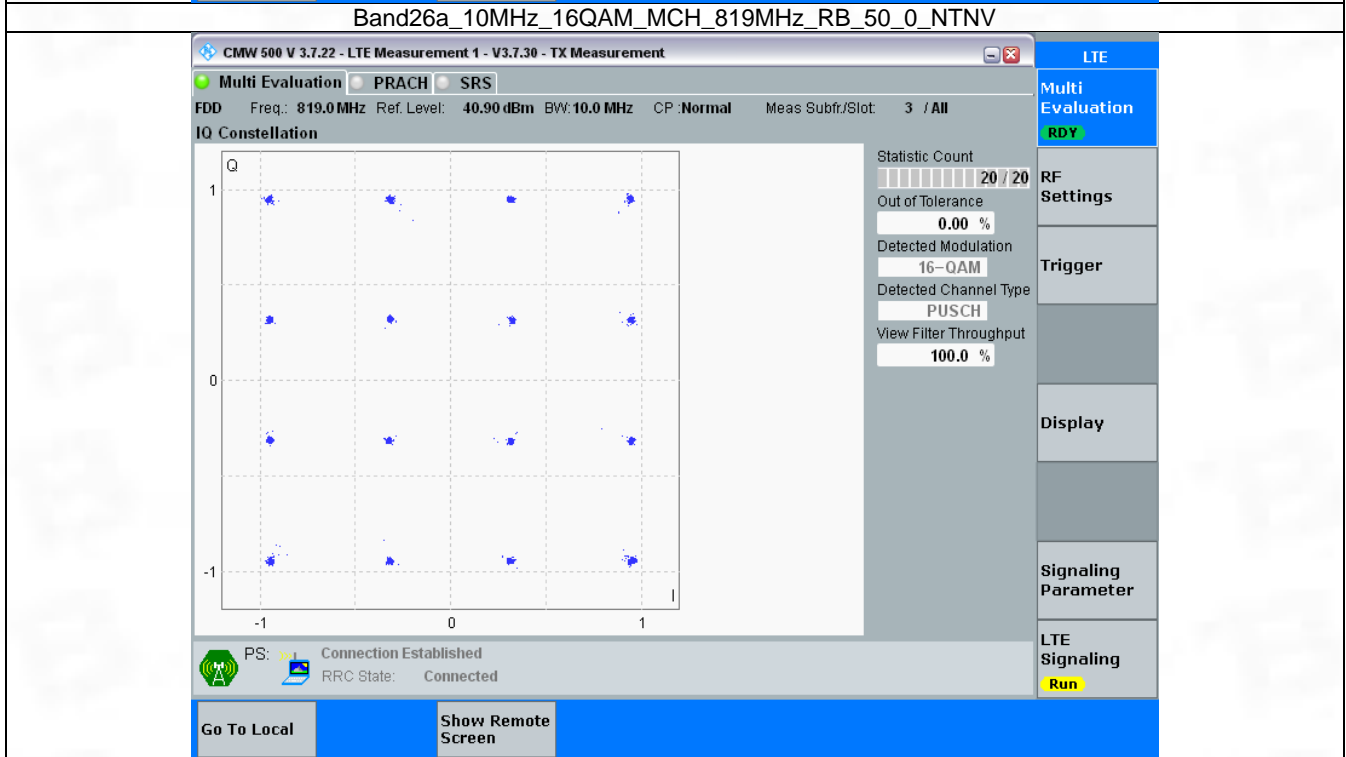 Band26a_10MHz_16QAM_MCH_819MHz_RB_50_0_NTNV
CMW 500 V 3.7.22 - LTE Measurement 1 - V3.7.30 - TX Measurement
LTE
Multi Evaluation PRACH SRS
Multi
Evaluation
RDY
FDD Freq.: 819.0 MHz Ref. Level: 40.90 dBm BW: 10.0 MHz CP :Normal Meas Subfr./Slot: 3 / All
IQ Constellation
Q
1
0
-1
I
-1 0 1
Statistic Count
20 / 20
Out of Tolerance
0.00 %
Detected Modulation
16-QAM
Detected Channel Type
PUSCH
View Filter Throughput
100.0 %
RF
Settings
Trigger
Display
Signaling
Parameter
LTE
Signaling
Run
PS: Connection Established
RRC State: Connected
Go To Local
Show Remote
Screen